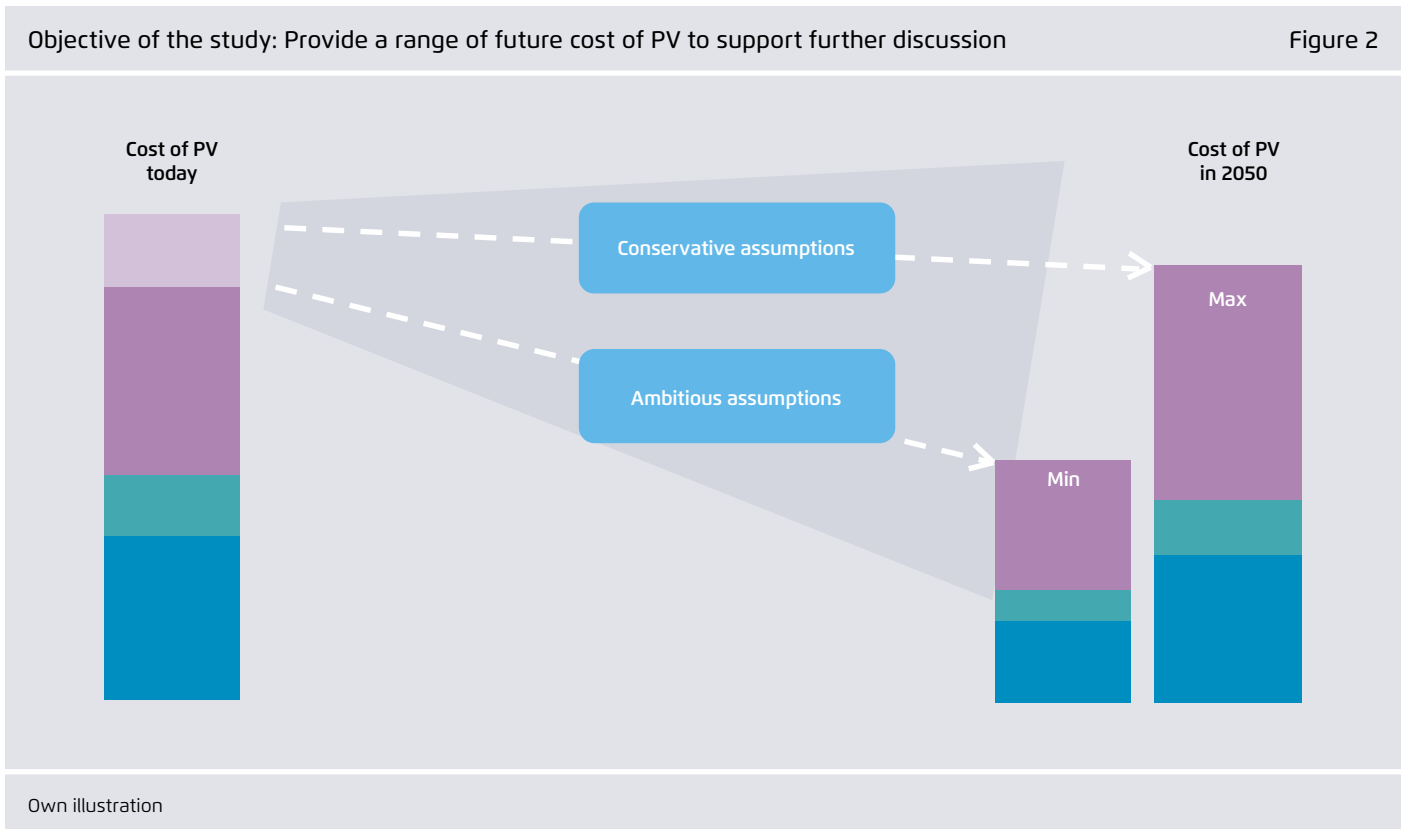 Objective of the study: Provide a range of future cost of PV to support further discussion
Figure 2
Cost of PV
today
Cost of PV
in 2050
Conservative assumptions
Max
Ambitious assumptions
Min
Own illustration